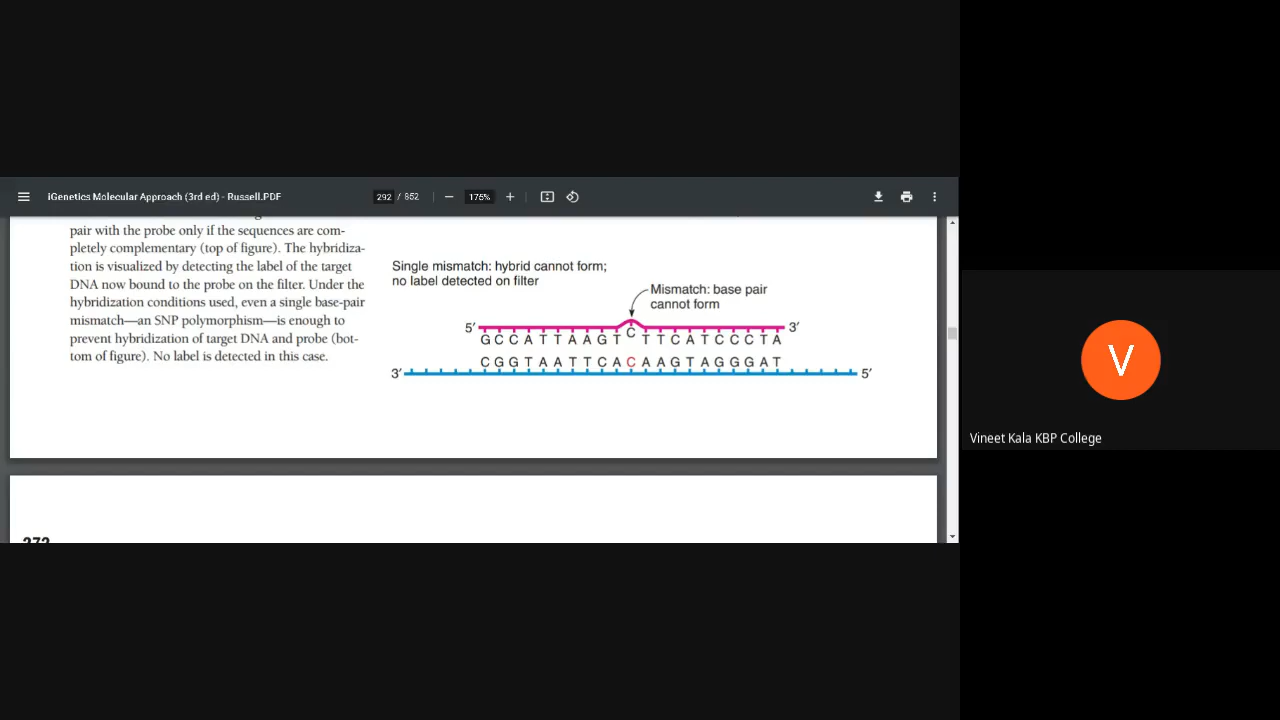 iGenetics Molecular Approach (3rd ed) - Russell.PDF
292 / 852
175%
pair with the probe only if the sequences are com-
pletely complementary (top of figure). The hybridiza-
tion is visualized by detecting the label of the target
DNA now bound to the probe on the filter. Under the
hybridization conditions used, even a single base-pair
mismatch—an SNP polymorphism—is enough to
prevent hybridization of target DNA and probe (bot-
tom of figure). No label is detected in this case.
Single mismatch: hybrid cannot form;
no label detected on filter
Mismatch: base pair
cannot form
5′ 3′
G C C A T T A A G T C T T C A T C C C T A
C G G T A A T T C A C A A G T A G G G A T
3′ 5′
V
Vineet Kala KBP College